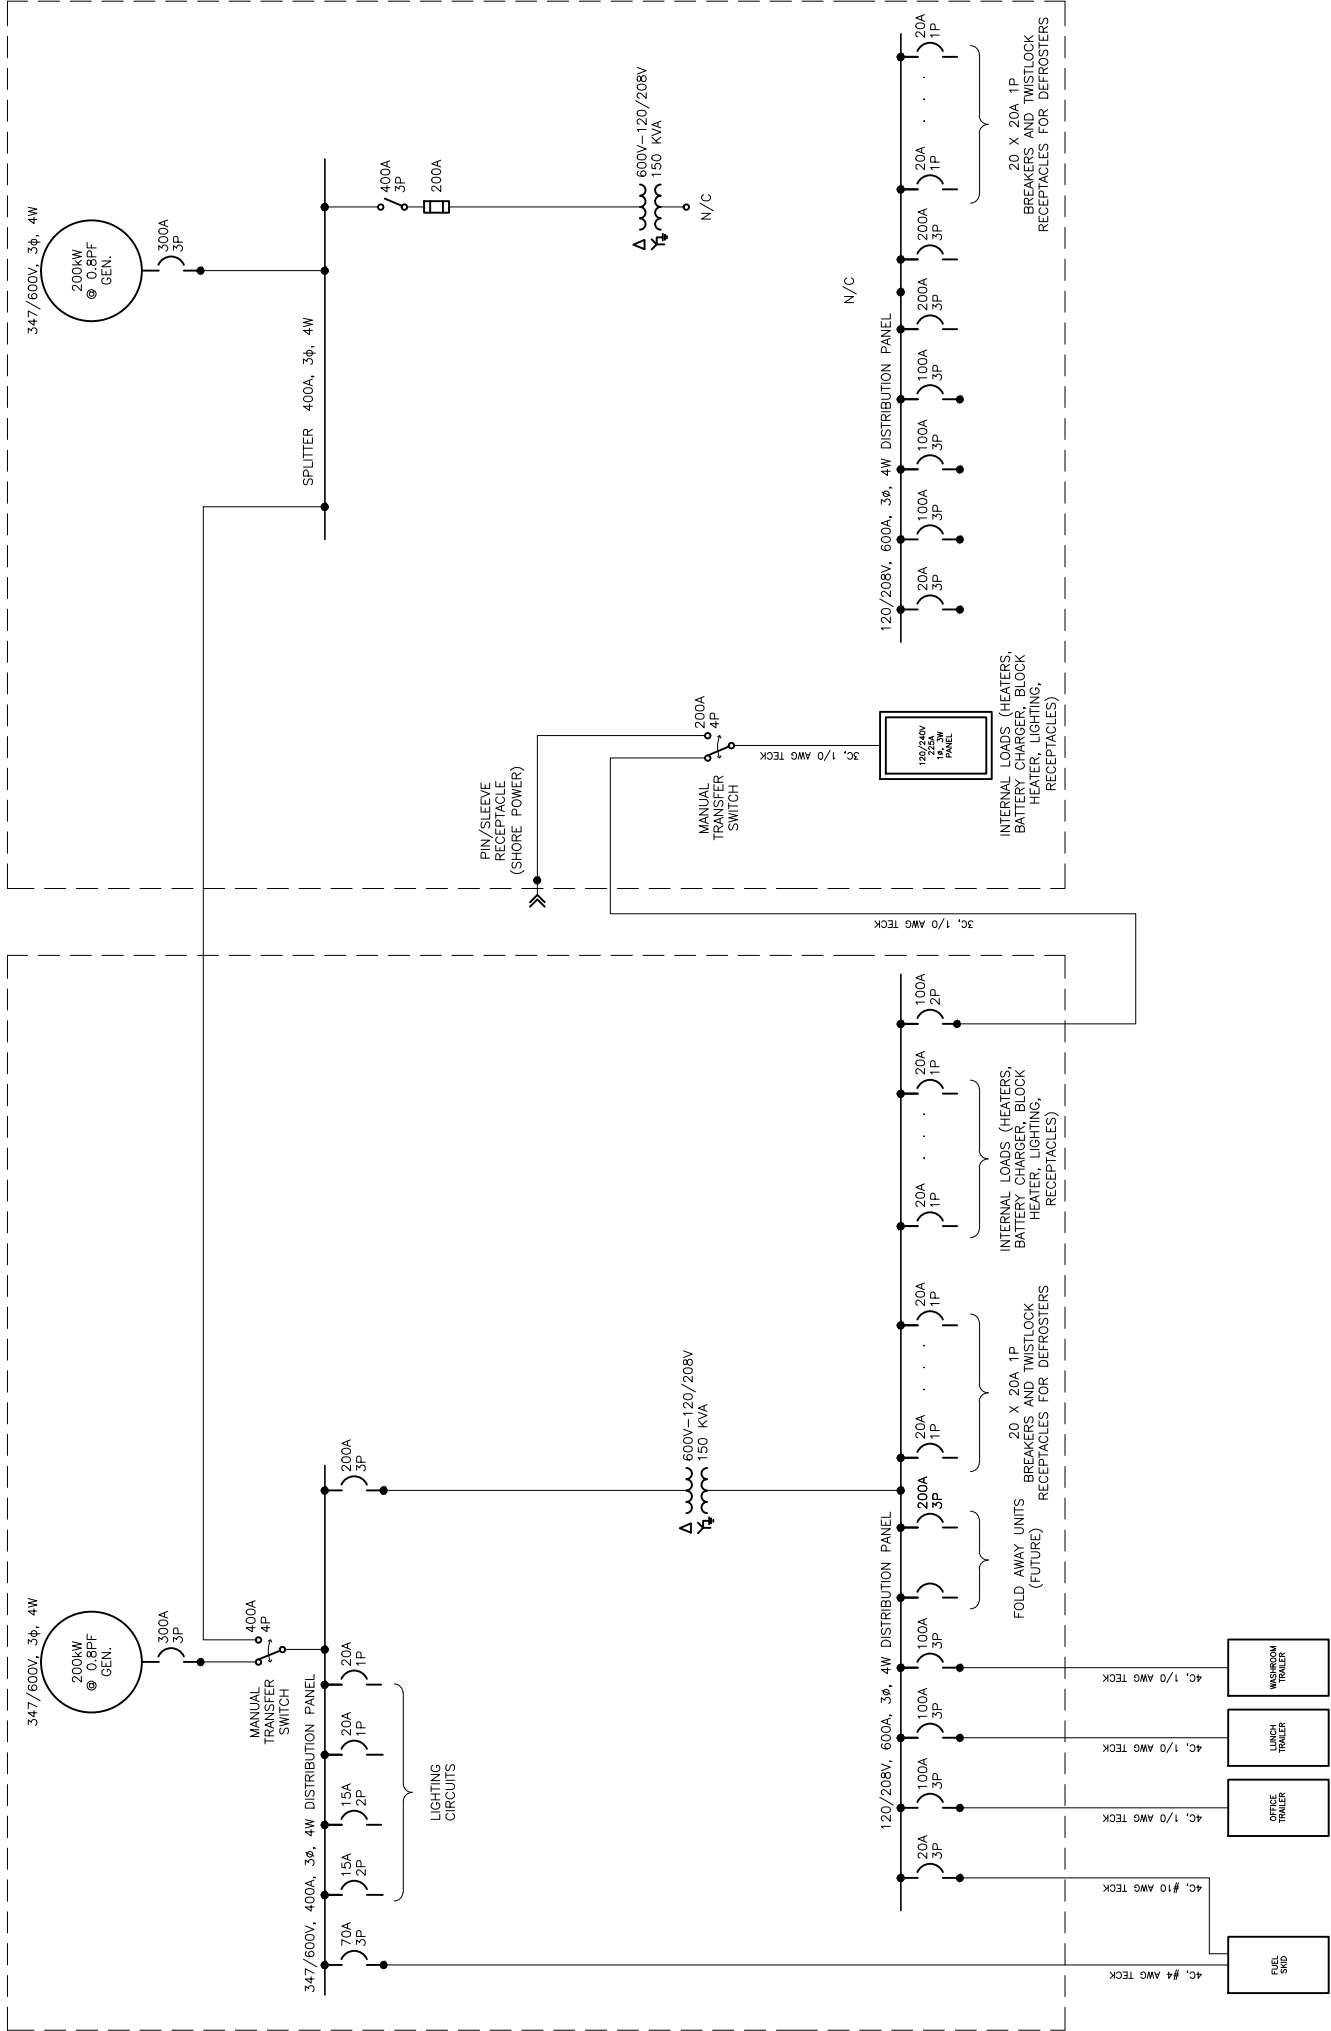 347/600V, 3ϕ, 4W
200kW
@ 0.8PF
GEN.
300A
3P
MANUAL
TRANSFER
SWITCH
400A
4P
347/600V, 400A, 3ø, 4W DISTRIBUTION PANEL
70A
3P
15A
2P
15A
2P
20A
1P
20A
1P
200A
3P
LIGHTING
CIRCUITS
600V-120/208V
150 KVA
120/208V, 600A, 3ø, 4W DISTRIBUTION PANEL
20A
3P
100A
3P
100A
3P
100A
3P
200A
3P
20A
1P
20A
1P
20A
1P
20A
1P
100A
2P
FOLD AWAY UNITS
(FUTURE)
20 X 20A 1P
BREAKERS AND TWISTLOCK
RECEPTACLES FOR DEFROSTERS
INTERNAL LOADS (HEATERS,
BATTERY CHARGER, BLOCK
HEATER, LIGHTING,
RECEPTACLES)
4C, #4 AWG TECK
4C, #10 AWG TECK
4C, 1/0 AWG TECK
4C, 1/0 AWG TECK
4C, 1/0 AWG TECK
FUEL
SKID
OFFICE
TRAILER
LUNCH
TRAILER
WASHROOM
TRAILER
3C, 1/0 AWG TECK
347/600V, 3ϕ, 4W
200kW
@ 0.8PF
GEN.
300A
3P
SPLITTER 400A, 3ϕ, 4W
400A
3P
200A
600V-120/208V
150 KVA
N/C
PIN/SLEEVE
RECEPTACLE
(SHORE POWER)
MANUAL
TRANSFER
SWITCH
200A
4P
3C, 1/0 AWG TECK
120/240V
225A
1ø, 3W
PANEL
INTERNAL LOADS (HEATERS,
BATTERY CHARGER, BLOCK
HEATER, LIGHTING,
RECEPTACLES)
N/C
120/208V, 600A, 3ø, 4W DISTRIBUTION PANEL
20A
3P
100A
3P
100A
3P
100A
3P
200A
3P
200A
3P
20A
1P
20A
1P
20 X 20A 1P
BREAKERS AND TWISTLOCK
RECEPTACLES FOR DEFROSTERS